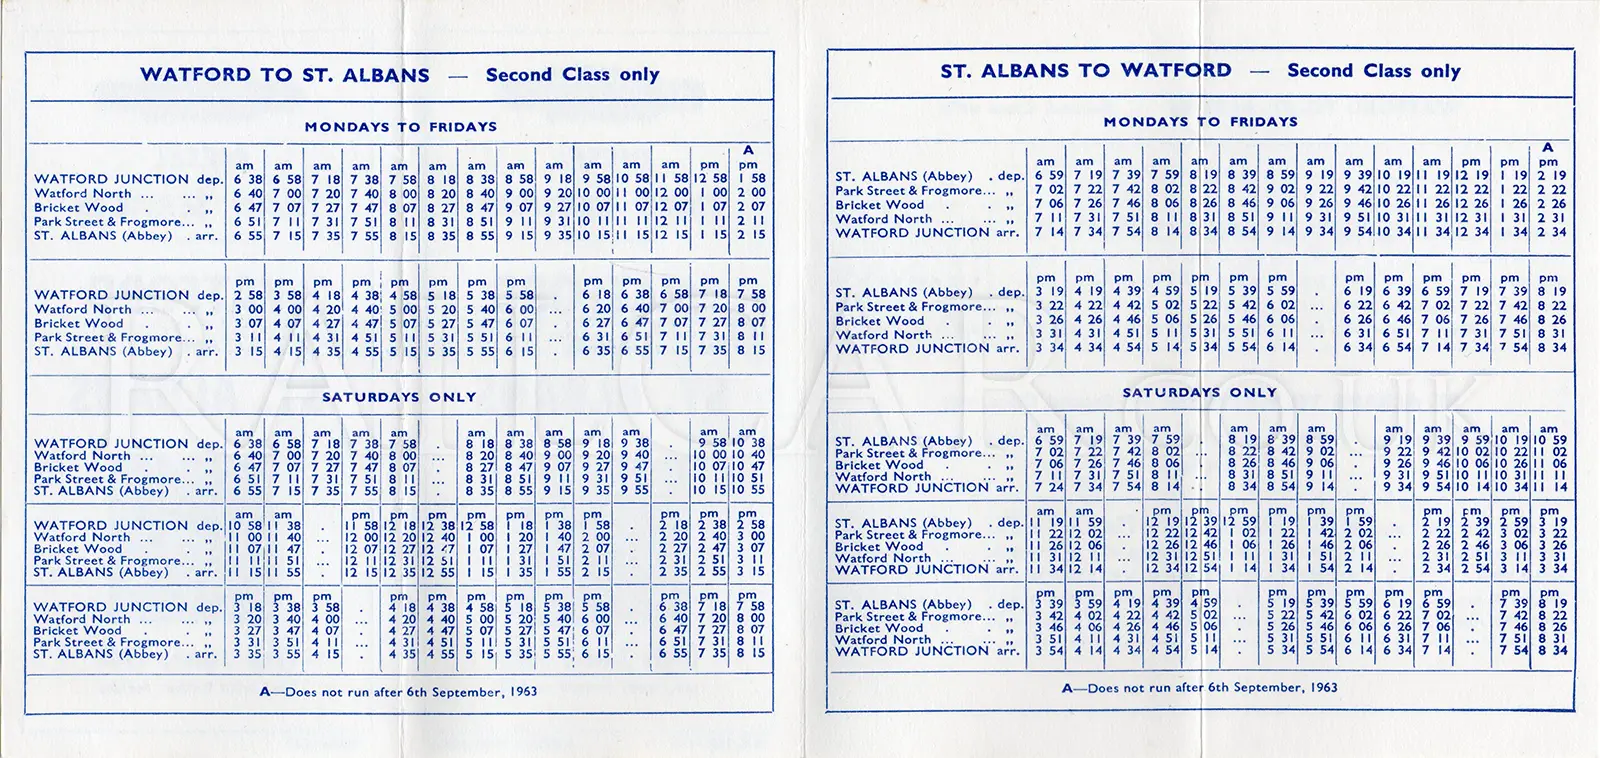 WATFORD TO ST. ALBANS — Second Class only
MONDAYS TO FRIDAYS
A
am am am am am am am am am am am am pm pm
WATFORD JUNCTION dep. 6 38 6 58 7 18 7 38 7 58 8 18 8 38 8 58 9 18 9 58 10 58 11 58 12 58 1 58
Watford North ... ... „ 6 40 7 00 7 20 7 40 8 00 8 20 8 40 9 00 9 20 10 00 11 00 12 00 1 00 2 00
Bricket Wood . „ 6 47 7 07 7 27 7 47 8 07 8 27 8 47 9 07 9 27 10 07 11 07 12 07 1 07 2 07
Park Street & Frogmore... „ 6 51 7 11 7 31 7 51 8 11 8 31 8 51 9 11 9 31 10 11 11 11 12 11 1 11 2 11
ST. ALBANS (Abbey) . arr. 6 55 7 15 7 35 7 55 8 15 8 35 8 55 9 15 9 35 10 15 11 15 12 15 1 15 2 15
pm pm pm pm pm pm pm pm pm pm pm pm pm
WATFORD JUNCTION dep. 2 58 3 58 4 18 4 38 4 58 5 18 5 38 5 58 . 6 18 6 38 6 58 7 18 7 58
Watford North ... ... „ 3 00 4 00 4 20 4 40 5 00 5 20 5 40 6 00 ... 6 20 6 40 7 00 7 20 8 00
Bricket Wood . „ 3 07 4 07 4 27 4 47 5 07 5 27 5 47 6 07 . 6 27 6 47 7 07 7 27 8 07
Park Street & Frogmore... „ 3 11 4 11 4 31 4 51 5 11 5 31 5 51 6 11 ... 6 31 6 51 7 11 7 31 8 11
ST. ALBANS (Abbey) . arr. 3 15 4 15 4 35 4 55 5 15 5 35 5 55 6 15 . 6 35 6 55 7 15 7 35 8 15
SATURDAYS ONLY
am am am am am am am am am am am am
WATFORD JUNCTION dep. 6 38 6 58 7 18 7 38 7 58 . 8 18 8 38 8 58 9 18 9 38 . 9 58 10 38
Watford North ... ... „ 6 40 7 00 7 20 7 40 8 00 ... 8 20 8 40 9 00 9 20 9 40 ... 10 00 10 40
Bricket Wood . „ 6 47 7 07 7 27 7 47 8 07 . 8 27 8 47 9 07 9 27 9 47 . 10 07 10 47
Park Street & Frogmore... „ 6 51 7 11 7 31 7 51 8 11 ... 8 31 8 51 9 11 9 31 9 51 ... 10 11 10 51
ST. ALBANS (Abbey) . arr. 6 55 7 15 7 35 7 55 8 15 . 8 35 8 55 9 15 9 35 9 55 . 10 15 10 55
am am pm pm pm pm pm pm pm pm pm pm
WATFORD JUNCTION dep. 10 58 11 38 . 11 58 12 18 12 38 12 58 1 18 1 38 1 58 . 2 18 2 38 2 58
Watford North ... ... „ 11 00 11 40 ... 12 00 12 20 12 40 1 00 1 20 1 40 2 00 ... 2 20 2 40 3 00
Bricket Wood . „ 11 07 11 47 . 12 07 12 27 12 47 1 07 1 27 1 47 2 07 . 2 27 2 47 3 07
Park Street & Frogmore... „ 11 11 11 51 ... 12 11 12 31 12 51 1 11 1 31 1 51 2 11 ... 2 31 2 51 3 11
ST. ALBANS (Abbey) . arr. 11 15 11 55 . 12 15 12 35 12 55 1 15 1 35 1 55 2 15 . 2 35 2 55 3 15
pm pm pm pm pm pm pm pm pm pm pm pm
WATFORD JUNCTION dep. 3 18 3 38 3 58 . 4 18 4 38 4 58 5 18 5 38 5 58 . 6 38 7 18 7 58
Watford North ... ... „ 3 20 3 40 4 00 ... 4 20 4 40 5 00 5 20 5 40 6 00 ... 6 40 7 20 8 00
Bricket Wood . „ 3 27 3 47 4 07 . 4 27 4 47 5 07 5 27 5 47 6 07 . 6 47 7 27 8 07
Park Street & Frogmore... „ 3 31 3 51 4 11 ... 4 31 4 51 5 11 5 31 5 51 6 11 ... 6 51 7 31 8 11
ST. ALBANS (Abbey) . arr. 3 35 3 55 4 15 . 4 35 4 55 5 15 5 35 5 55 6 15 . 6 55 7 35 8 15
A—Does not run after 6th September, 1963
ST. ALBANS TO WATFORD — Second Class only
MONDAYS TO FRIDAYS
A
am am am am am am am am am am am pm pm pm
ST. ALBANS (Abbey) . dep. 6 59 7 19 7 39 7 59 8 19 8 39 8 59 9 19 9 39 10 19 11 19 12 19 1 19 2 19
Park Street & Frogmore... „ 7 02 7 22 7 42 8 02 8 22 8 42 9 02 9 22 9 42 10 22 11 22 12 22 1 22 2 22
Bricket Wood . „ 7 06 7 26 7 46 8 06 8 26 8 46 9 06 9 26 9 46 10 26 11 26 12 26 1 26 2 26
Watford North ... ... „ 7 11 7 31 7 51 8 11 8 31 8 51 9 11 9 31 9 51 10 31 11 31 12 31 1 31 2 31
WATFORD JUNCTION arr. 7 14 7 34 7 54 8 14 8 34 8 54 9 14 9 34 9 54 10 34 11 34 12 34 1 34 2 34
pm pm pm pm pm pm pm pm pm pm pm pm pm
ST. ALBANS (Abbey) . dep. 3 19 4 19 4 39 4 59 5 19 5 39 5 59 . 6 19 6 39 6 59 7 19 7 39 8 19
Park Street & Frogmore... „ 3 22 4 22 4 42 5 02 5 22 5 42 6 02 ... 6 22 6 42 7 02 7 22 7 42 8 22
Bricket Wood . „ 3 26 4 26 4 46 5 06 5 26 5 46 6 06 . 6 26 6 46 7 06 7 26 7 46 8 26
Watford North ... ... „ 3 31 4 31 4 51 5 11 5 31 5 51 6 11 ... 6 31 6 51 7 11 7 31 7 51 8 31
WATFORD JUNCTION arr. 3 34 4 34 4 54 5 14 5 34 5 54 6 14 . 6 34 6 54 7 14 7 34 7 54 8 34
SATURDAYS ONLY
am am am am am am am am am am am am
ST. ALBANS (Abbey) . dep. 6 59 7 19 7 39 7 59 . 8 19 8 39 8 59 . 9 19 9 39 9 59 10 19 10 59
Park Street & Frogmore... „ 7 02 7 22 7 42 8 02 ... 8 22 8 42 9 02 ... 9 22 9 42 10 02 10 22 11 02
Bricket Wood . „ 7 06 7 26 7 46 8 06 . 8 26 8 46 9 06 . 9 26 9 46 10 06 10 26 11 06
Watford North ... ... „ 7 11 7 31 7 51 8 11 ... 8 31 8 51 9 11 ... 9 31 9 51 10 11 10 31 11 11
WATFORD JUNCTION arr. 7 24 7 34 7 54 8 14 . 8 34 8 54 9 14 . 9 34 9 54 10 14 10 34 11 14
am am pm pm pm pm pm pm pm pm pm pm
ST. ALBANS (Abbey) . dep. 11 19 11 59 . 12 19 12 39 12 59 1 19 1 39 1 59 . 2 19 2 39 2 59 3 19
Park Street & Frogmore... „ 11 22 12 02 ... 12 22 12 42 1 02 1 22 1 42 2 02 ... 2 22 2 42 3 02 3 22
Bricket Wood . „ 11 26 12 06 . 12 26 12 46 1 06 1 26 1 46 2 06 . 2 26 2 46 3 06 3 26
Watford North ... ... „ 11 31 12 11 ... 12 31 12 51 1 11 1 31 1 51 2 11 ... 2 31 2 51 3 11 3 31
WATFORD JUNCTION arr. 11 34 12 14 . 12 34 12 54 1 14 1 34 1 54 2 14 . 2 34 2 54 3 14 3 34
pm pm pm pm pm pm pm pm pm pm pm pm
ST. ALBANS (Abbey) . dep. 3 39 3 59 4 19 4 39 4 59 . 5 19 5 39 5 59 6 19 6 59 . 7 39 8 19
Park Street & Frogmore... „ 3 42 4 02 4 22 4 42 5 02 ... 5 22 5 42 6 02 6 22 7 02 ... 7 42 8 22
Bricket Wood . „ 3 46 4 06 4 26 4 46 5 06 . 5 26 5 46 6 06 6 26 7 06 . 7 46 8 26
Watford North ... ... „ 3 51 4 11 4 31 4 51 5 11 ... 5 31 5 51 6 11 6 31 7 11 ... 7 51 8 31
WATFORD JUNCTION arr. 3 54 4 14 4 34 4 54 5 14 . 5 34 5 54 6 14 6 34 7 14 . 7 54 8 34
A—Does not run after 6th September, 1963
RAILCAR.CO.UK